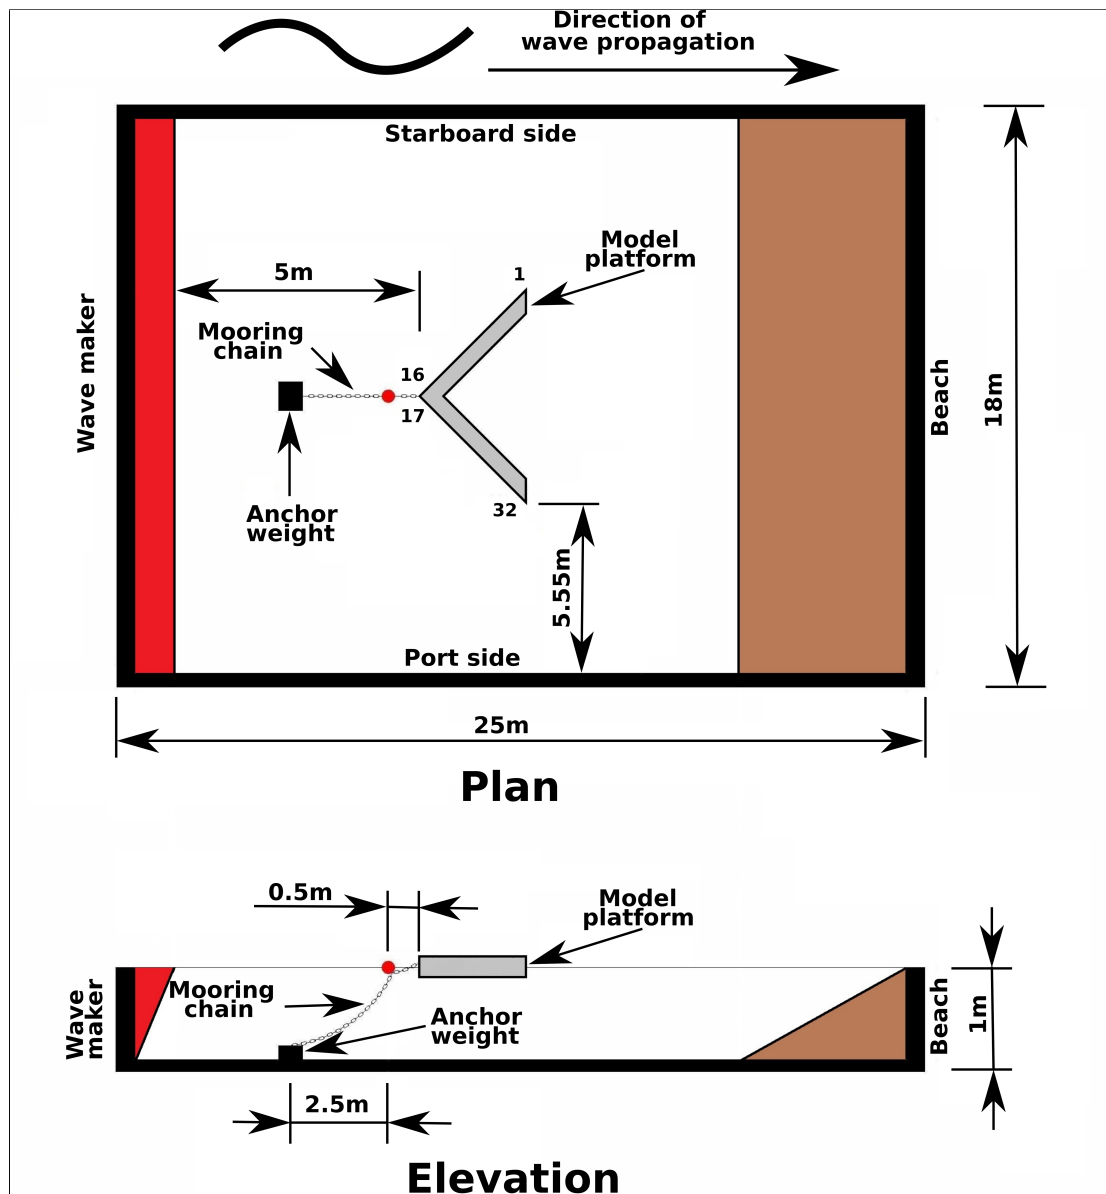 Direction of
wave propagation
Starboard side
Model
platform
1
5m
Mooring
chain
16
17
Wave maker
Beach
18m
32
Anchor
weight
5.55m
Port side
25m
Plan
0.5m
Model
platform
Mooring
chain
Wave
maker
Anchor
weight
Beach
1m
2.5m
Elevation